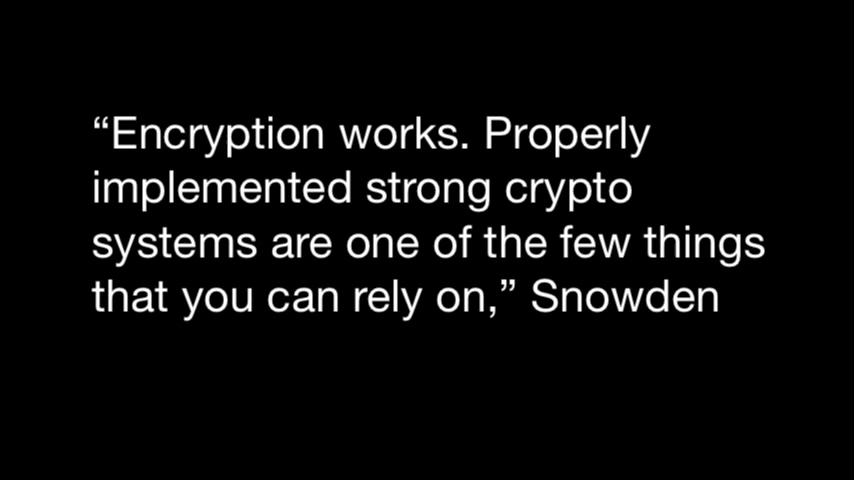 “Encryption works. Properly
implemented strong crypto
systems are one of the few things
that you can rely on,” Snowden